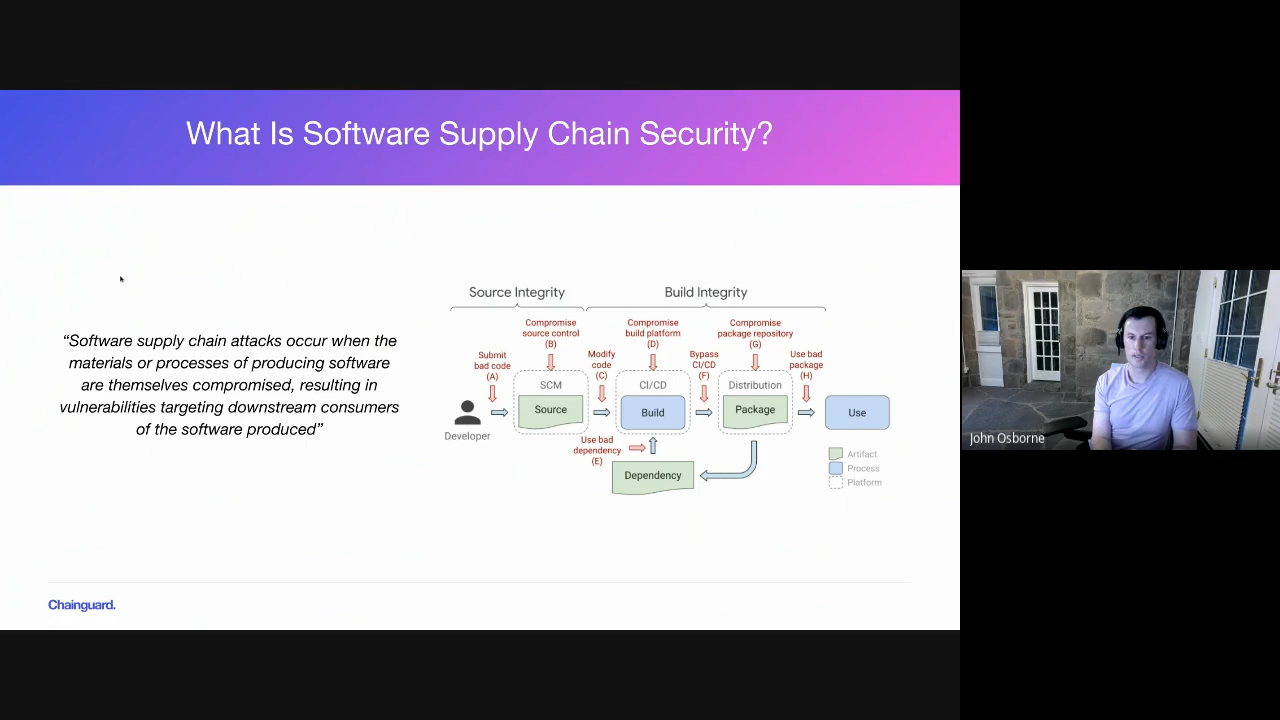 What Is Software Supply Chain Security?
“Software supply chain attacks occur when the
materials or processes of producing software
are themselves compromised, resulting in
vulnerabilities targeting downstream consumers
of the software produced”
Source Integrity
Build Integrity
Compromise
source control
(B)
Compromise
build platform
(D)
Compromise
package repository
(G)
Submit
bad code
(A)
Modify
code
(C)
Bypass
CI/CD
(F)
Use bad
package
(H)
SCM
CI/CD
Distribution
Source
Build
Package
Use
Developer
Use bad
dependency
(E)
Dependency
Artifact
Process
Platform
Chainguard.
John Osborne